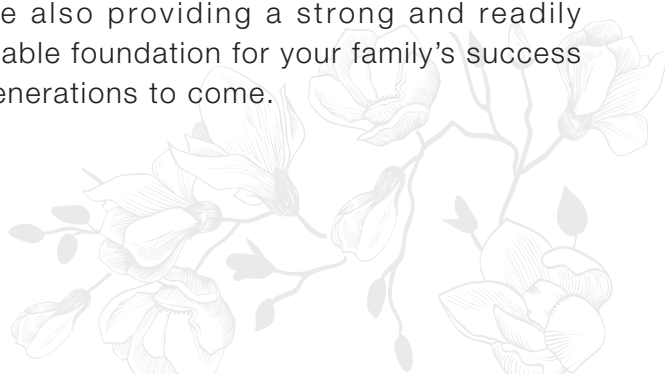 e also providing a strong and readily
able foundation for your family’s success
enerations to come.